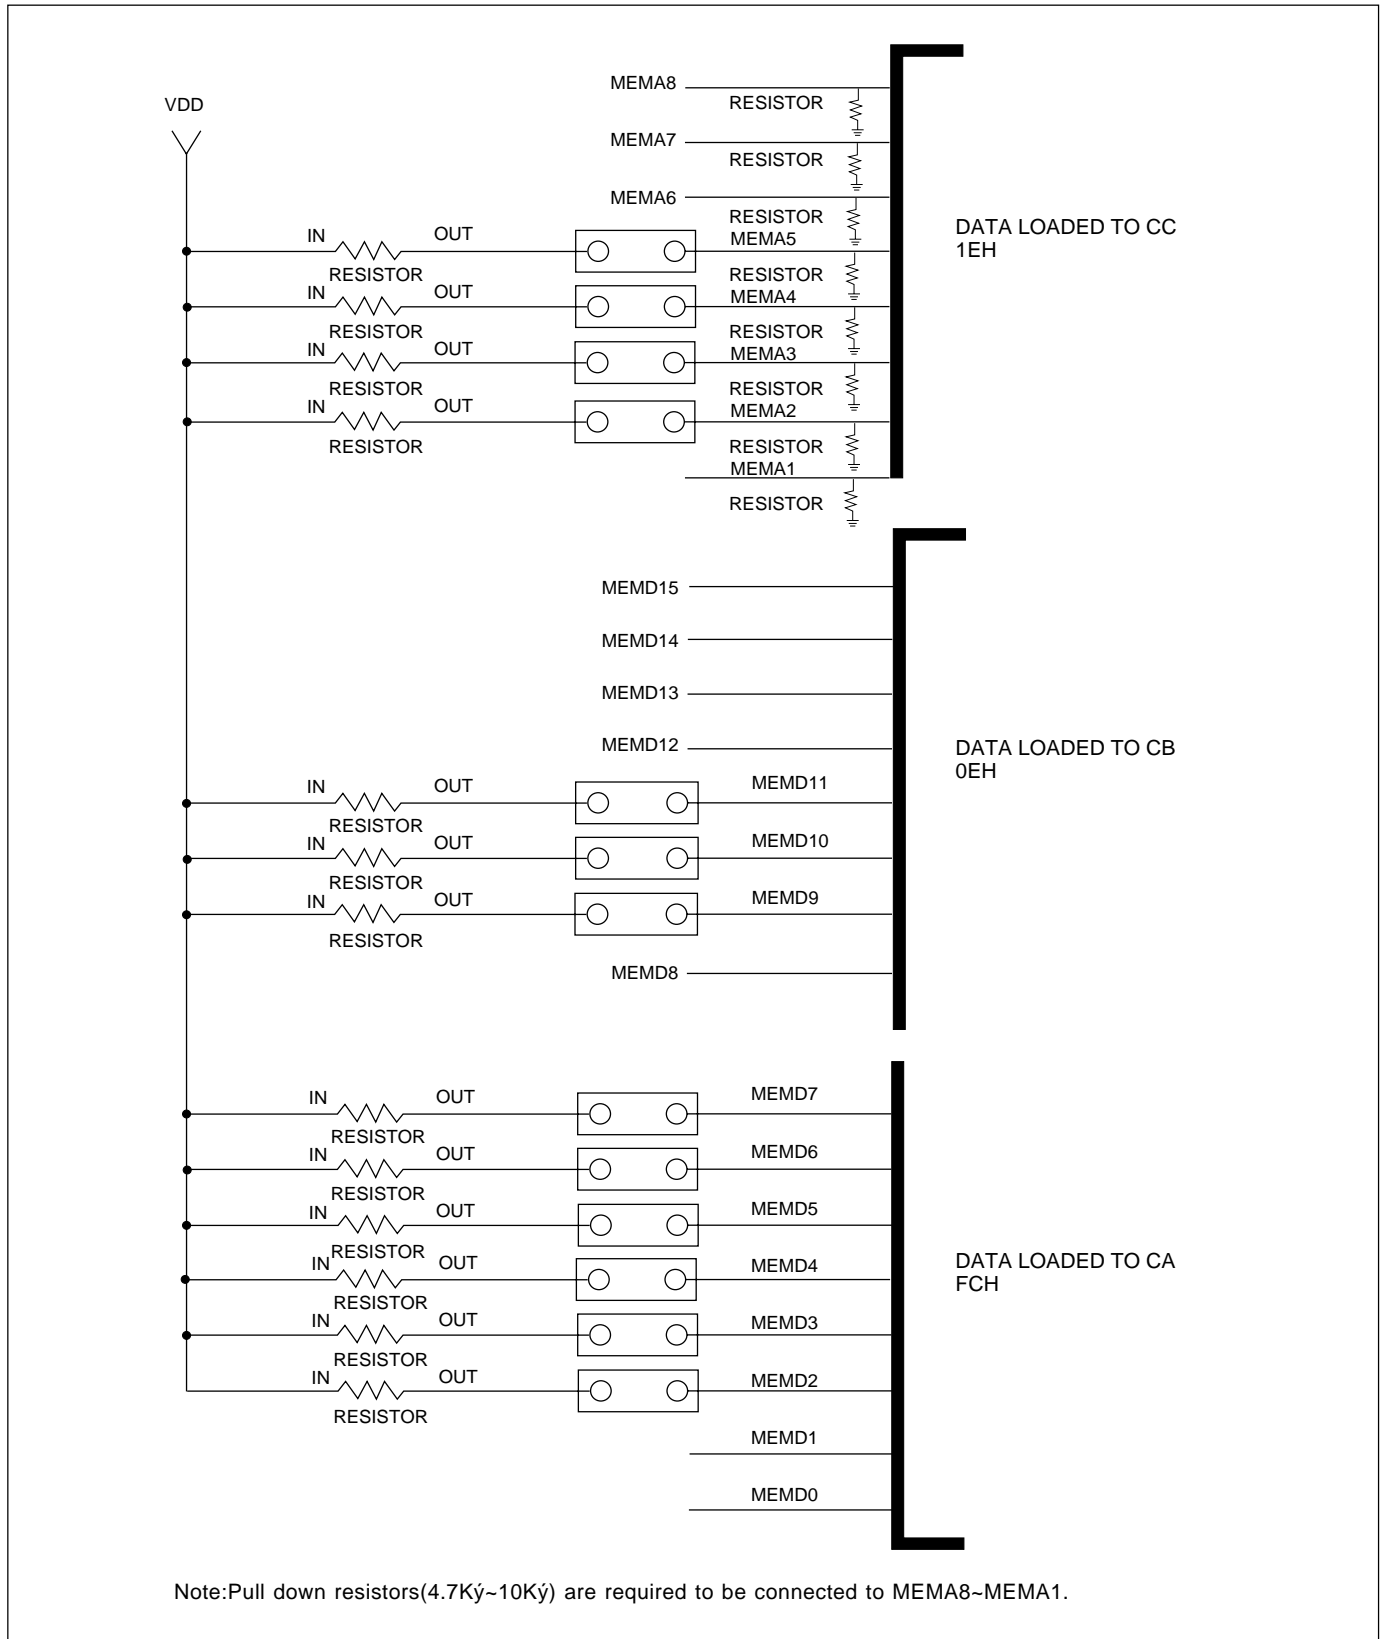 MEMA8
VDD
RESISTOR
MEMA7
RESISTOR
MEMA6
RESISTOR
DATA LOADED TO CC
1EH
IN
OUT
MEMA5
RESISTOR
RESISTOR
IN
OUT
MEMA4
RESISTOR
RESISTOR
IN
OUT
MEMA3
RESISTOR
RESISTOR
IN
OUT
MEMA2
RESISTOR
RESISTOR
MEMA1
RESISTOR
MEMD15
MEMD14
MEMD13
MEMD12
DATA LOADED TO CB
0EH
IN
OUT
MEMD11
RESISTOR
IN
OUT
MEMD10
RESISTOR
IN
OUT
MEMD9
RESISTOR
MEMD8
IN
OUT
MEMD7
RESISTOR
IN
OUT
MEMD6
RESISTOR
IN
OUT
MEMD5
RESISTOR
DATA LOADED TO CA
FCH
IN
OUT
MEMD4
RESISTOR
IN
OUT
MEMD3
RESISTOR
IN
OUT
MEMD2
RESISTOR
MEMD1
MEMD0
Note:Pull down resistors(4.7Ký~10Ký) are required to be connected to MEMA8~MEMA1.